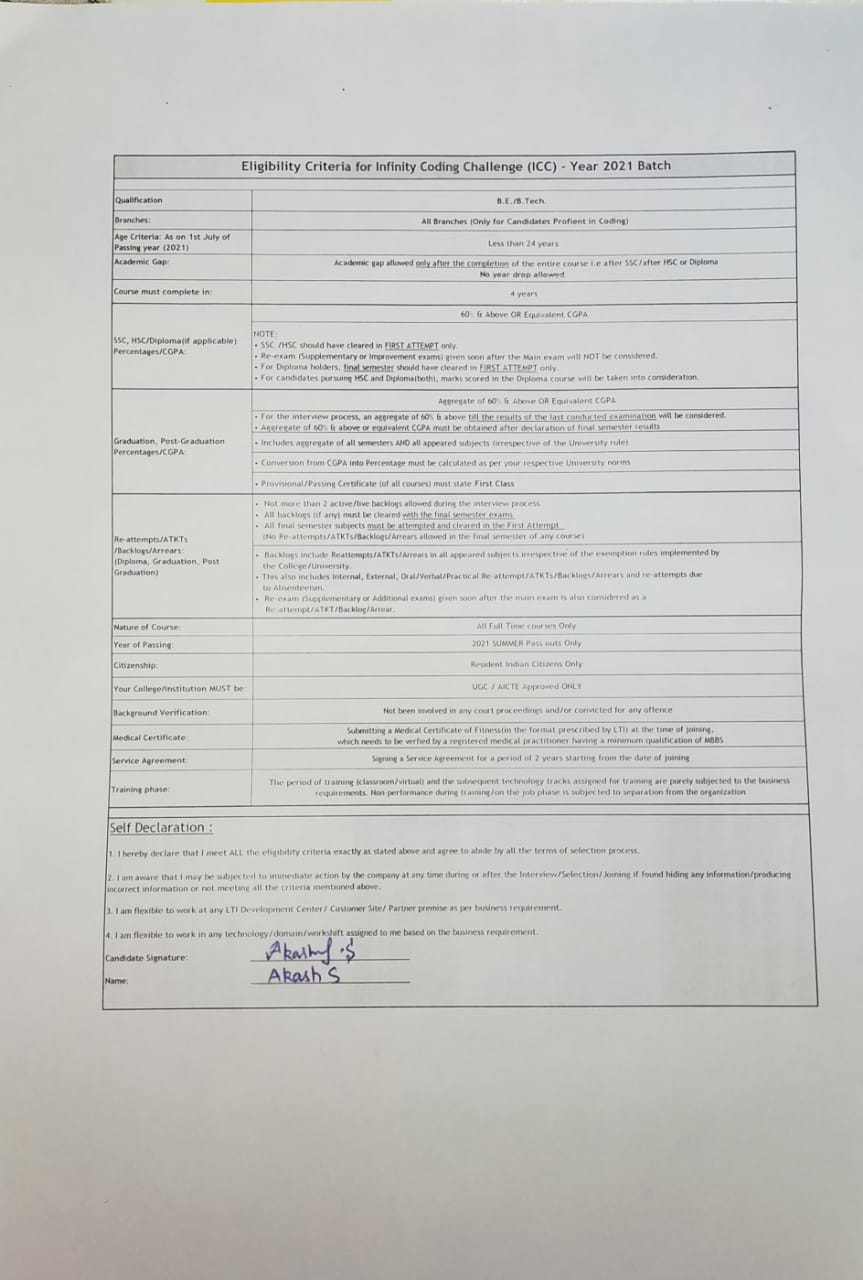 Eligibility Criteria for Infinity Coding Challenge (ICC) - Year 2021 Batch
Qualification
B.E./B.Tech.
Branches:
All Branches (Only for Candidates Profient in Coding)
Age Criteria: As on 1st July of
Passing year (2021)
Less than 24 years
Academic Gap:
Academic gap allowed only after the completion of the entire course i.e after SSC/after HSC or Diploma
No year drop allowed.
Course must complete in:
4 years
SSC, HSC/Diploma(if applicable)
Percentages/CGPA:
60% & Above OR Equivalent CGPA
NOTE:
• SSC /HSC should have cleared in FIRST ATTEMPT only.
• Re-exam (Supplementary or Improvement exams) given soon after the Main exam will NOT be considered.
• For Diploma holders, final semester should have cleared in FIRST ATTEMPT only.
• For candidates pursuing HSC and Diploma(both), marks scored in the Diploma course will be taken into consideration.
Graduation, Post-Graduation
Percentages/CGPA:
Aggregate of 60% & Above OR Equivalent CGPA
• For the interview process, an aggregate of 60% & above till the results of the last conducted examination will be considered.
• Aggregate of 60% & above or equivalent CGPA must be obtained after declaration of final semester results
• Includes aggregate of all semesters AND all appeared subjects (irrespective of the University rule)
• Conversion from CGPA into Percentage must be calculated as per your respective University norms
• Provisional/Passing Certificate (of all courses) must state First Class
Re-attempts/ATKTs
/Backlogs/Arrears:
(Diploma, Graduation, Post
Graduation)
• Not more than 2 active/live backlogs allowed during the interview process
• All backlogs (if any) must be cleared with the final semester exams
• All final semester subjects must be attempted and cleared in the First Attempt
(No Re-attempts/ATKTs/Backlogs/Arrears allowed in the final semester of any course)
• Backlogs include Reattempts/ATKTs/Arrears in all appeared subjects irrespective of the exemption rules implemented by
the College/University.
• This also includes Internal, External, Oral/Verbal/Practical Re-attempt/ATKTs/Backlogs/Arrears and re-attempts due
to Absenteeism.
• Re-exam (Supplementary or Additional exams) given soon after the main exam is also considered as a
Re-attempt/ATKT/Backlog/Arrear.
Nature of Course:
All Full Time courses Only
Year of Passing:
2021 SUMMER Pass outs Only
Citizenship:
Resident Indian Citizens Only
Your College/Institution MUST be:
UGC / AICTE Approved ONLY
Background Verification:
Not been involved in any court proceedings and/or convicted for any offence
Medical Certificate:
Submitting a Medical Certificate of Fitness(in the format prescribed by LTI) at the time of joining,
which needs to be verfied by a registered medical practitioner having a minimum qualification of MBBS
Service Agreement:
Signing a Service Agreement for a period of 2 years starting from the date of joining
Training phase:
The period of training (classroom/virtual) and the subsequent technology tracks assigned for training are purely subjected to the business
requirements. Non-performance during training/on the job phase is subjected to separation from the organization
Self Declaration :
1. I hereby declare that I meet ALL the eligibility criteria exactly as stated above and agree to abide by all the terms of selection process.
2. I am aware that I may be subjected to immediate action by the company at any time during or after the Interview/Selection/Joining if found hiding any information/producing
incorrect information or not meeting all the criteria mentioned above.
3. I am flexible to work at any LTI Development Center/ Customer Site/ Partner premise as per business requirement.
4. I am flexible to work in any technology/domain/workshift assigned to me based on the business requirement.
Candidate Signature:
Akash .S
Name:
Akash S